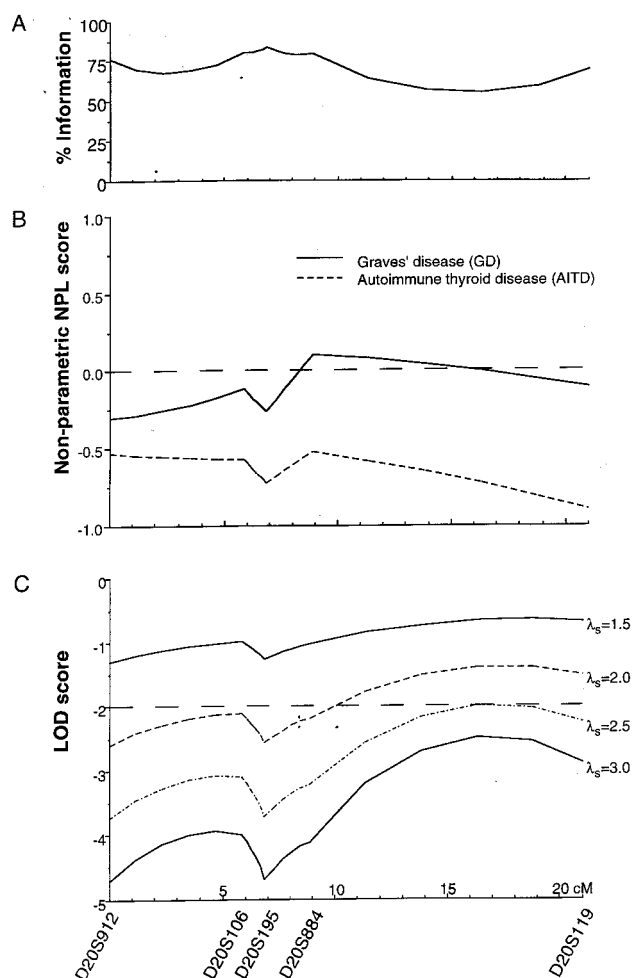 A
% Information
100
75
50
25
0
B
Non-parametric NPL score
1.0
0.5
0.0
-0.5
-1.0
Graves' disease (GD)
Autoimmune thyroid disease (AITD)
C
LOD score
0
-1
-2
-3
-4
-5
λs=1.5
λs=2.0
λs=2.5
λs=3.0
5 10 15 20 cM
D20S912
D20S106
D20S195
D20S884
D20S119